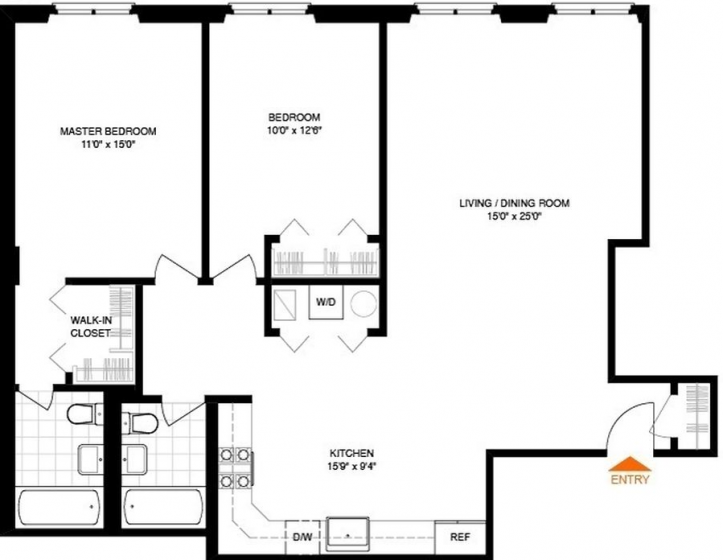 BEDROOM
10'0" x 12'6"
MASTER BEDROOM
11'0" x 15'0"
LIVING / DINING ROOM
15'0" x 25'0"
W/D
WALK-IN
CLOSET
KITCHEN
15'9" x 9'4"
ENTRY
D/W
REF